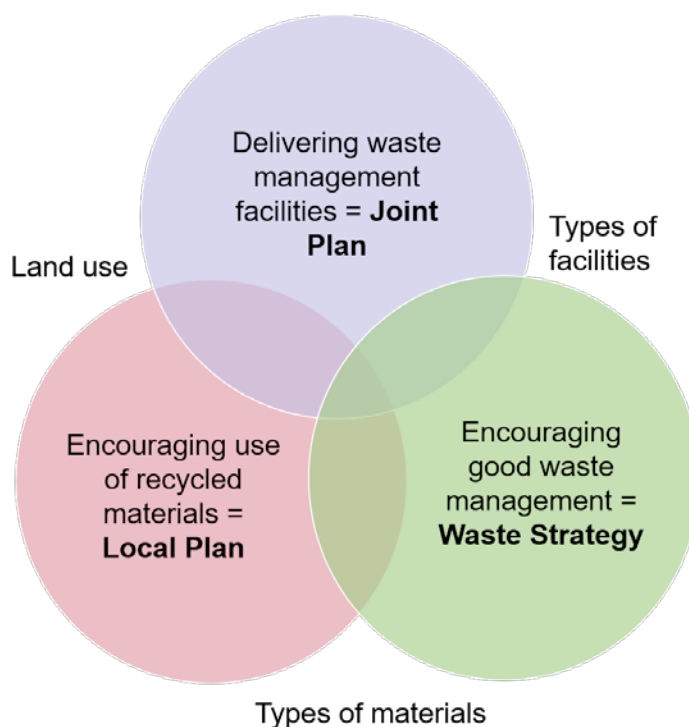 Delivering waste
management
facilities = Joint
Plan
Land use
Types of
facilities
Encouraging use
of recycled
materials =
Local Plan
Encouraging
good waste
management =
Waste Strategy
Types of materials